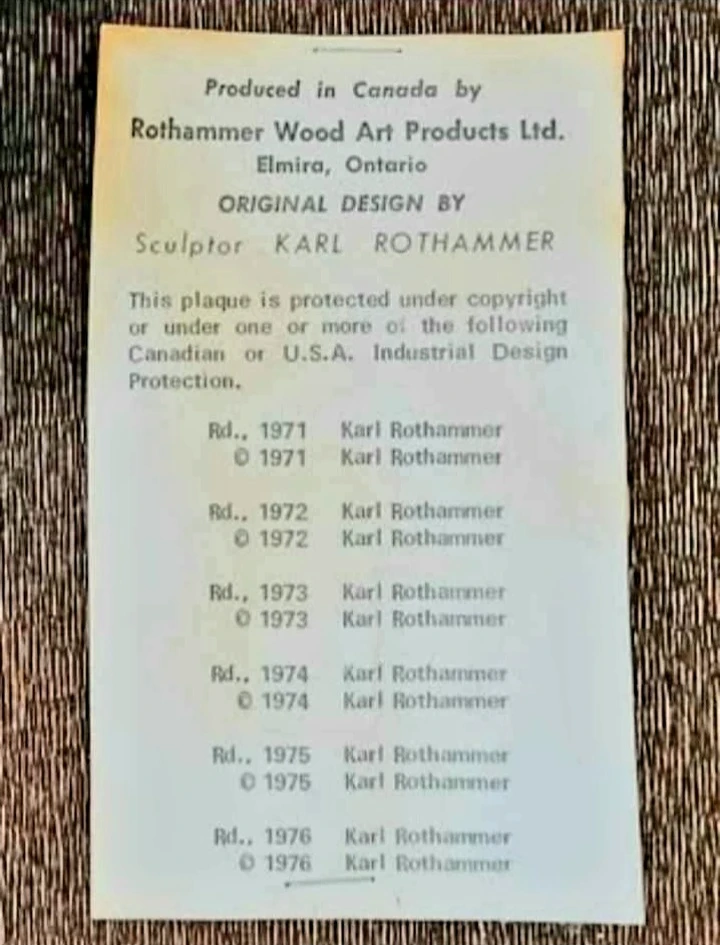 Produced in Canada by
Rothammer Wood Art Products Ltd.
Elmira, Ontario
ORIGINAL DESIGN BY
Sculptor KARL ROTHAMMER
This plaque is protected under copyright
or under one or more of the following
Canadian or U.S.A. Industrial Design
Protection.
Rd., 1971 Karl Rothammer
© 1971 Karl Rothammer
Rd., 1972 Karl Rothammer
© 1972 Karl Rothammer
Rd., 1973 Karl Rothammer
© 1973 Karl Rothammer
Rd., 1974 Karl Rothammer
© 1974 Karl Rothammer
Rd., 1975 Karl Rothammer
© 1975 Karl Rothammer
Rd., 1976 Karl Rothammer
© 1976 Karl Rothammer